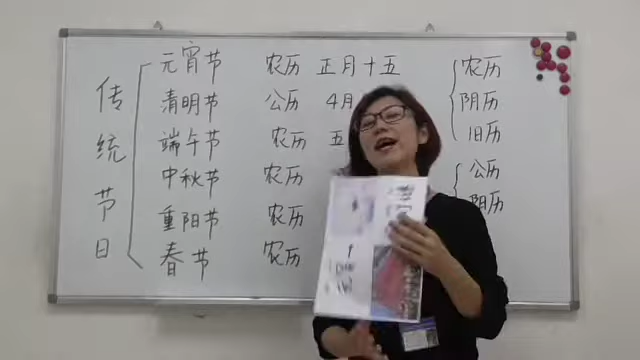 传统节日
元宵节 农历 正月十五
清明节 公历 4月
端午节 农历 五
中秋节 农历
重阳节 农历
春节 农历
农历
阴历
旧历
公历
阳历